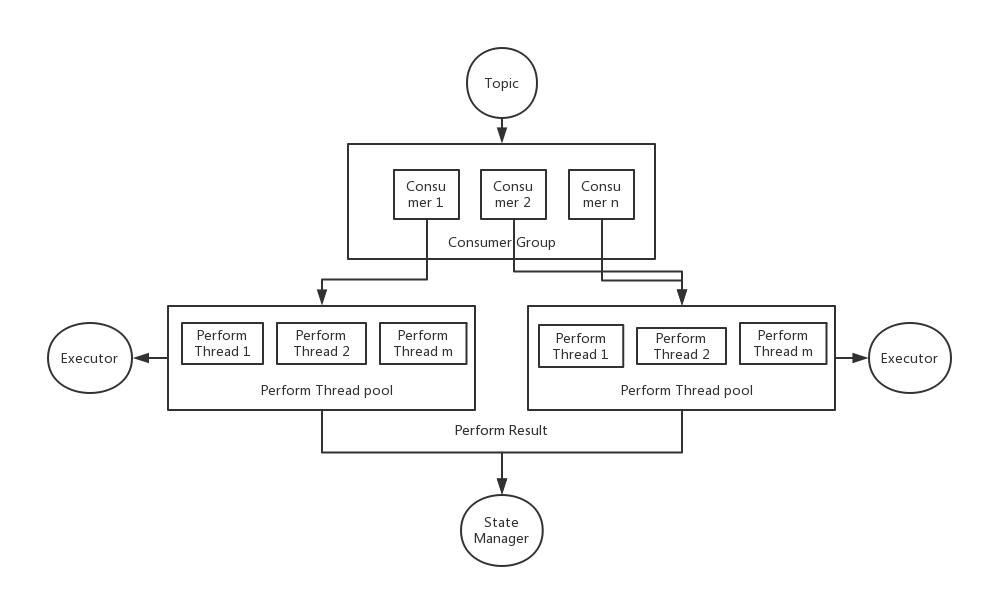 Topic
Consu
mer 1
Consu
mer 2
Consu
mer n
Consumer Group
Executor
Perform
Thread 1
Perform
Thread 2
Perform
Thread m
Perform Thread pool
Perform
Thread 1
Perform
Thread 2
Perform
Thread m
Perform Thread pool
Executor
Perform Result
State
Manager